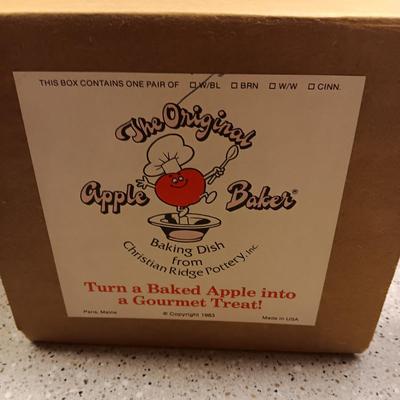 THIS BOX CONTAINS ONE PAIR OF ☐ W/BL ☐ BRN ☐ W/W ☐ CINN.
The Original
Apple Baker®
Baking Dish
from
Christian Ridge Pottery, Inc.
Turn a Baked Apple into
a Gourmet Treat!
Paris, Maine © Copyright 1983 Made in USA